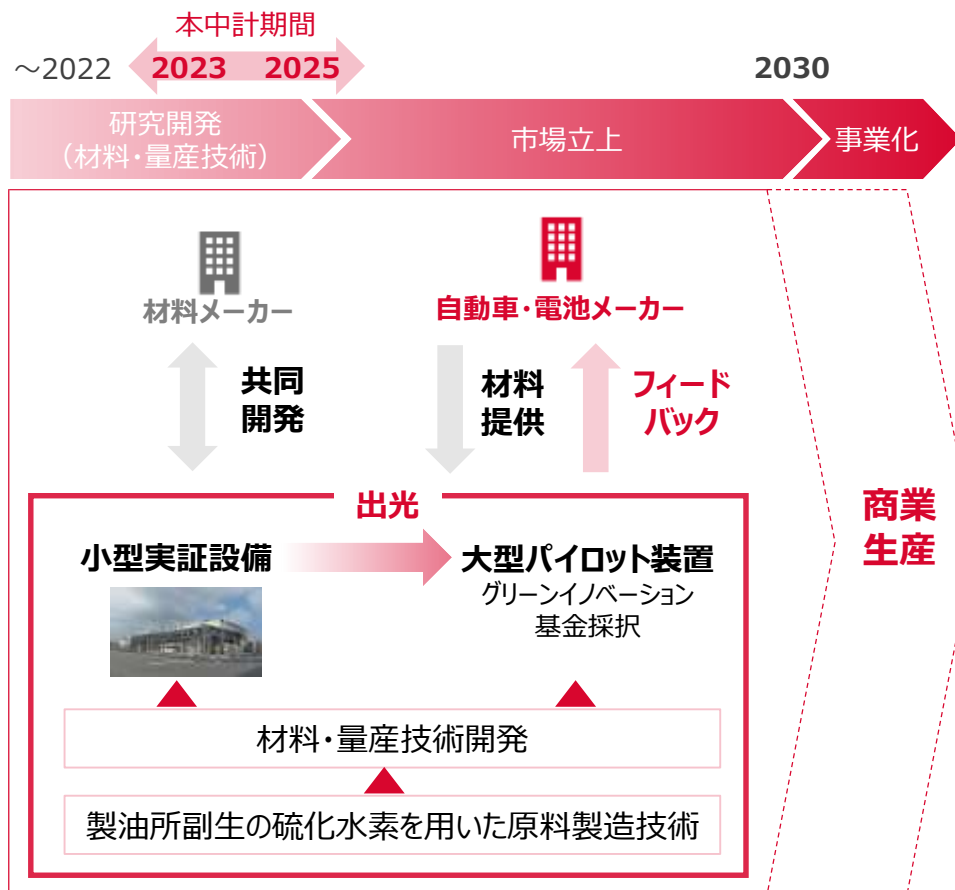 本中計期間
～2022
2023
2025
2030
研究開発
（材料・量産技術）
市場立上
事業化
材料メーカー
自動車・電池メーカー
共同
開発
材料
提供
フィード
バック
出光
小型実証設備
大型パイロット装置
グリーンイノベーション
基金採択
商業
生産
材料・量産技術開発
製油所副生の硫化水素を用いた原料製造技術